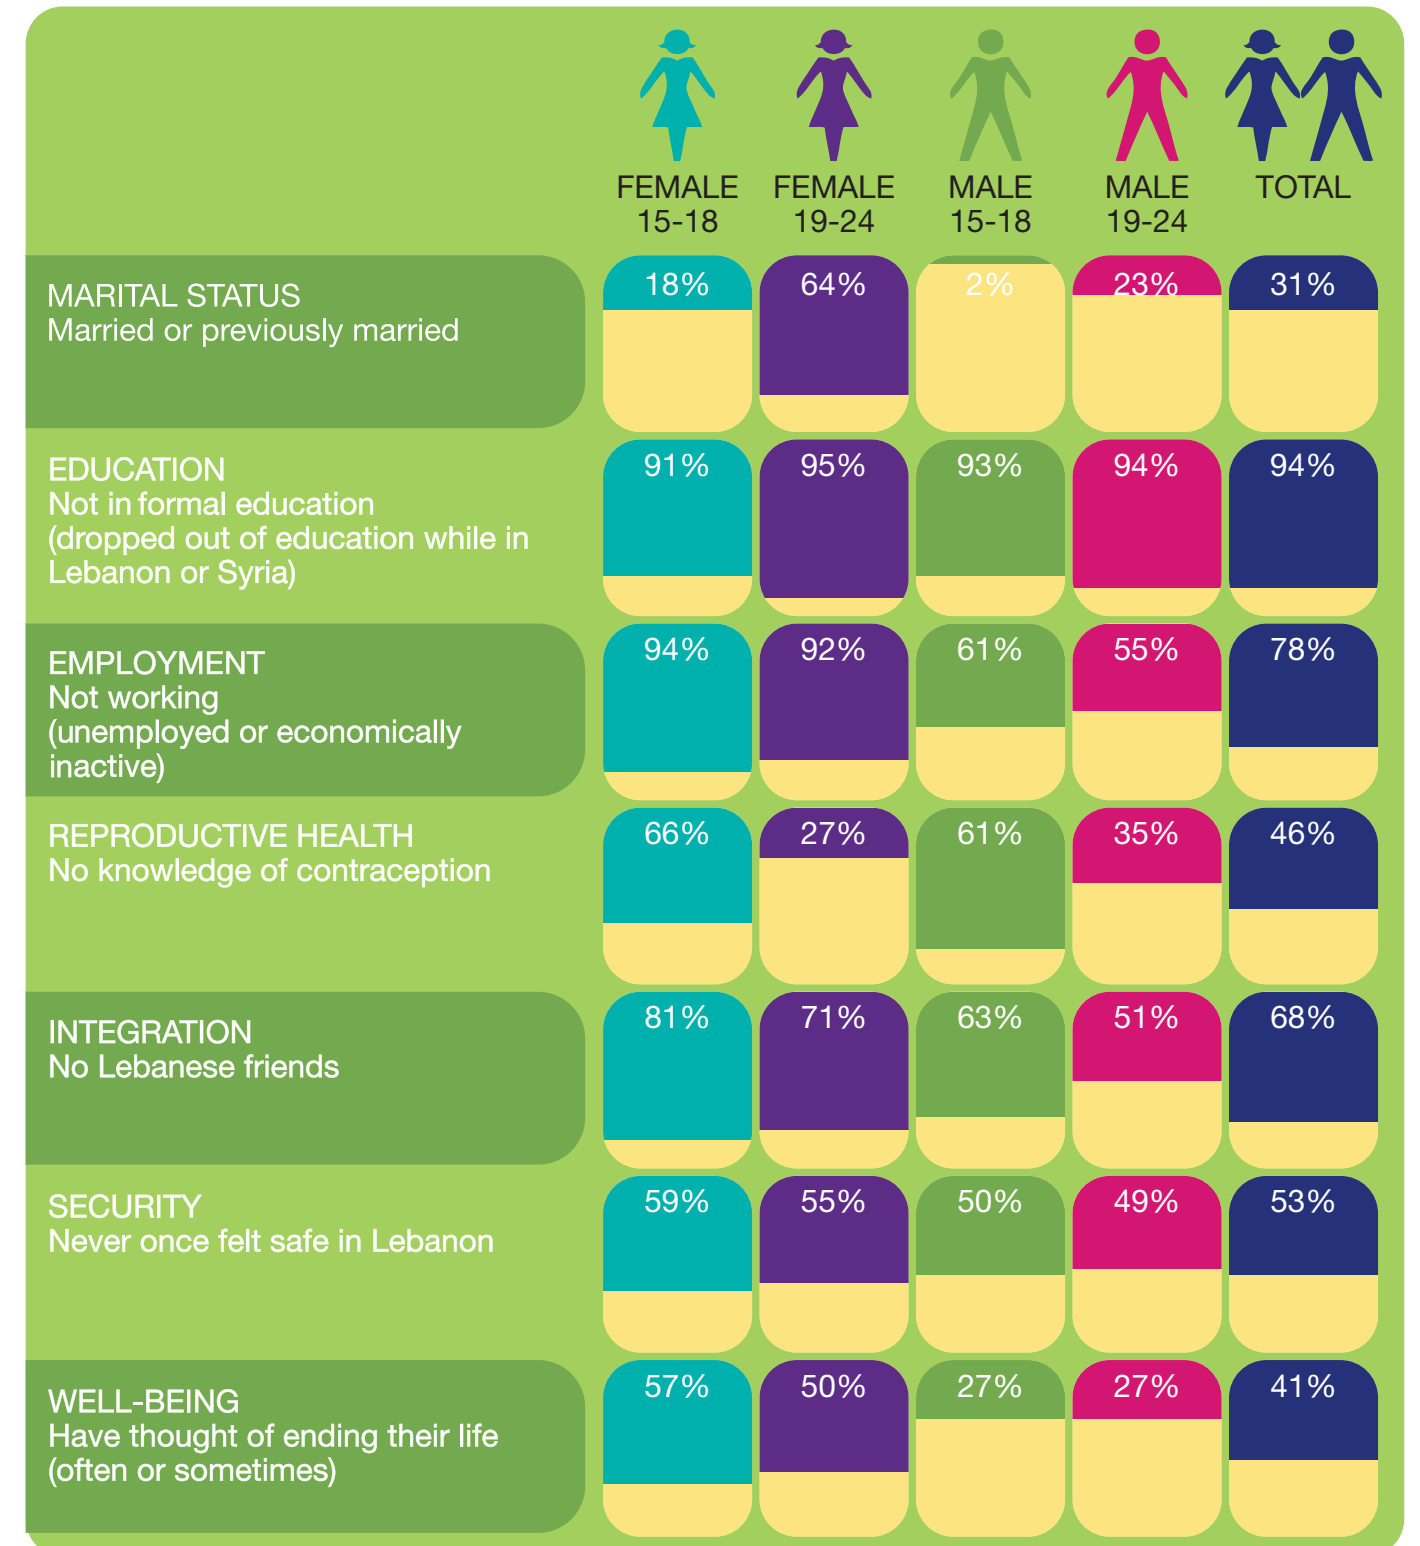 FEMALE FEMALE MALE MALE TOTAL
15-18 19-24 15-18 19-24
MARITAL STATUS
Married or previously married
18% 64% 2% 23% 31%
EDUCATION
Not in formal education
(dropped out of education while in
Lebanon or Syria)
91% 95% 93% 94% 94%
EMPLOYMENT
Not working
(unemployed or economically
inactive)
94% 92% 61% 55% 78%
REPRODUCTIVE HEALTH
No knowledge of contraception
66% 27% 61% 35% 46%
INTEGRATION
No Lebanese friends
81% 71% 63% 51% 68%
SECURITY
Never once felt safe in Lebanon
59% 55% 50% 49% 53%
WELL-BEING
Have thought of ending their life
(often or sometimes)
57% 50% 27% 27% 41%